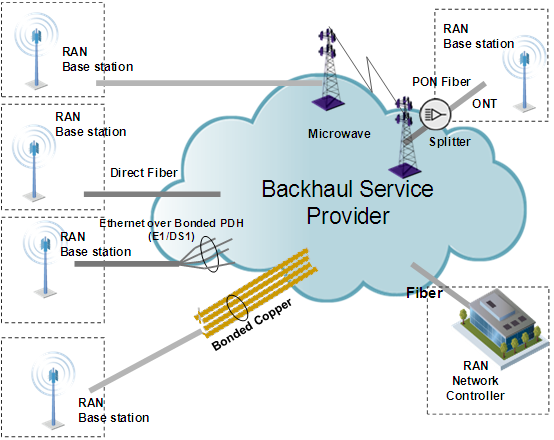 RAN
Base station
RAN
Base station
PON Fiber
ONT
Microwave
Splitter
RAN
Base station
Direct Fiber
Backhaul Service
Provider
Ethernet over Bonded PDH
(E1/DS1)
RAN
Base station
Fiber
Bonded Copper
RAN
Network
Controller
RAN
Base station